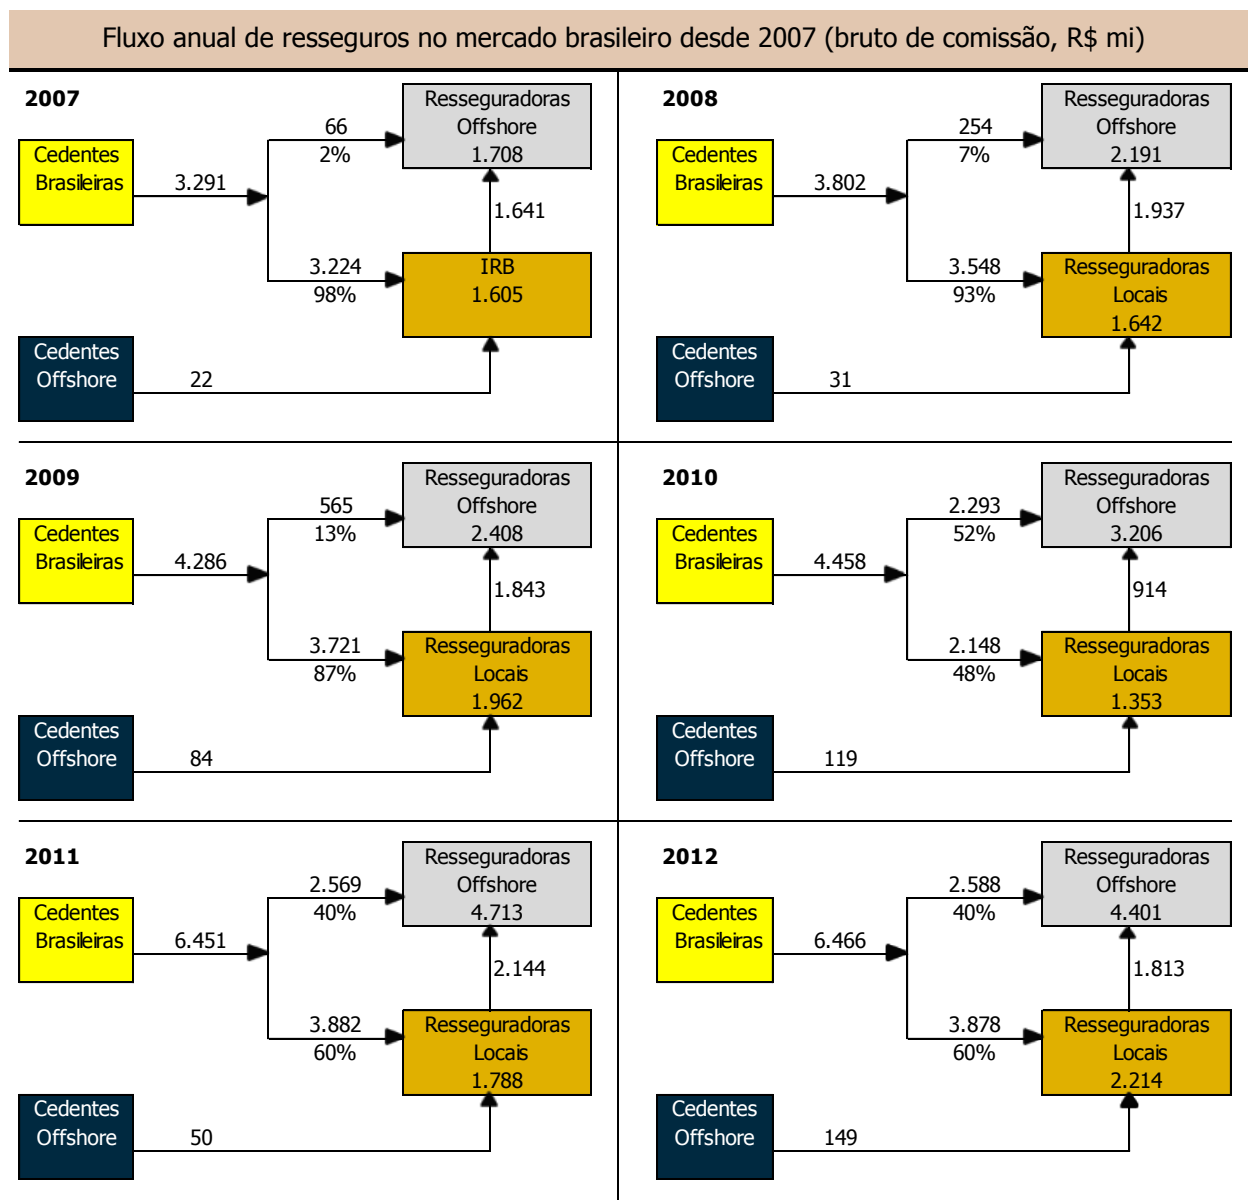 Fluxo anual de resseguros no mercado brasileiro desde 2007 (bruto de comissão, R$ mi)
2007
Cedentes
Brasileiras
3.291
66
2%
Resseguradoras
Offshore
1.708
1.641
3.224
98%
IRB
1.605
Cedentes
Offshore
22
2008
Cedentes
Brasileiras
3.802
254
7%
Resseguradoras
Offshore
2.191
1.937
3.548
93%
Resseguradoras
Locais
1.642
Cedentes
Offshore
31
2009
Cedentes
Brasileiras
4.286
565
13%
Resseguradoras
Offshore
2.408
1.843
3.721
87%
Resseguradoras
Locais
1.962
Cedentes
Offshore
84
2010
Cedentes
Brasileiras
4.458
2.293
52%
Resseguradoras
Offshore
3.206
914
2.148
48%
Resseguradoras
Locais
1.353
Cedentes
Offshore
119
2011
Cedentes
Brasileiras
6.451
2.569
40%
Resseguradoras
Offshore
4.713
2.144
3.882
60%
Resseguradoras
Locais
1.788
Cedentes
Offshore
50
2012
Cedentes
Brasileiras
6.466
2.588
40%
Resseguradoras
Offshore
4.401
1.813
3.878
60%
Resseguradoras
Locais
2.214
Cedentes
Offshore
149